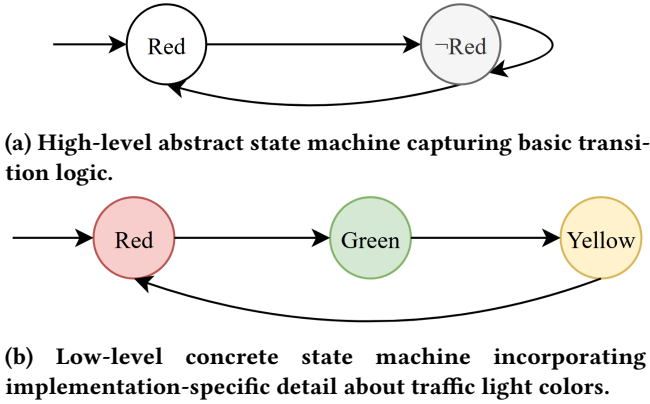 Red
¬Red
(a) High-level abstract state machine capturing basic transi-
tion logic.
Red
Green
Yellow
(b) Low-level concrete state machine incorporating
implementation-specific detail about traffic light colors.